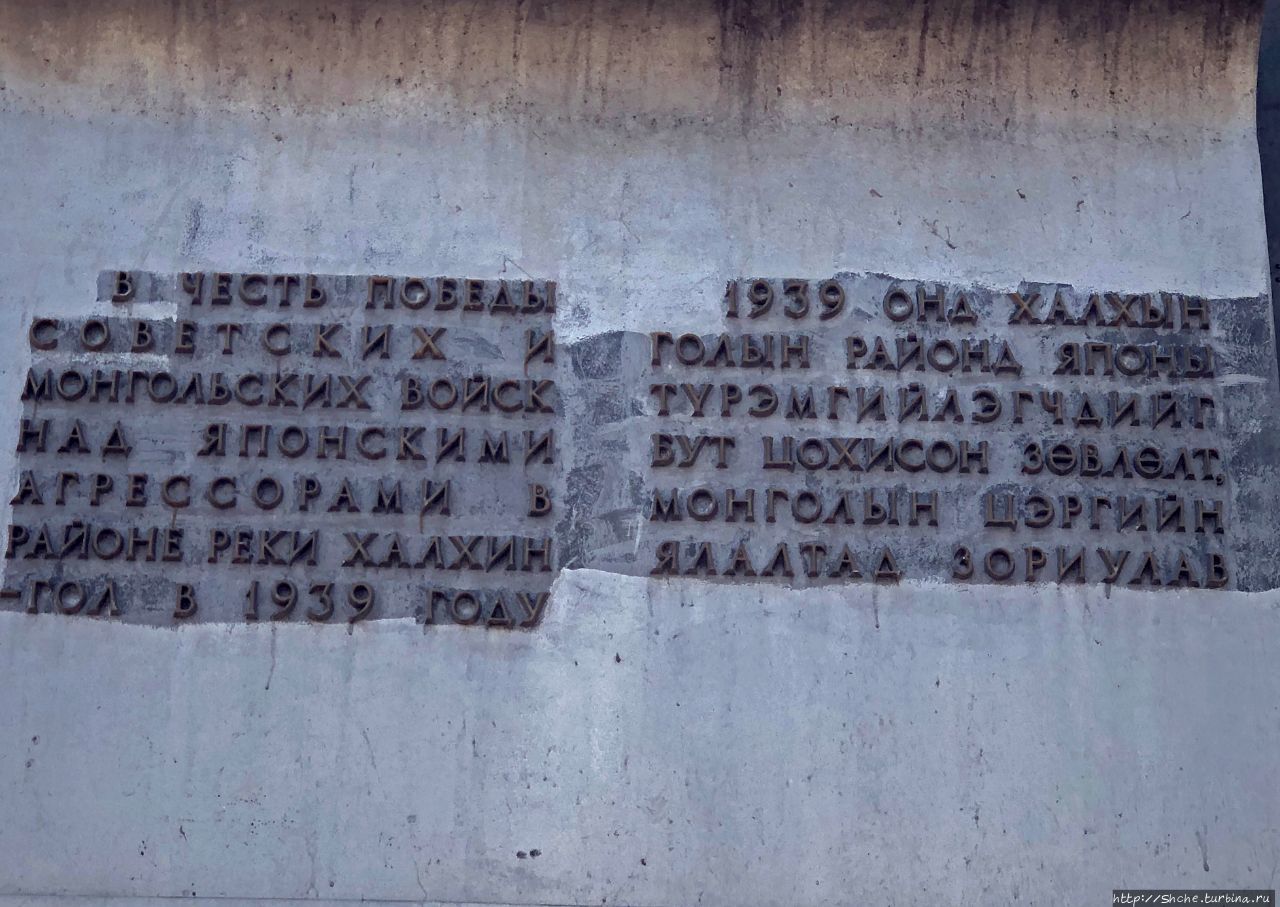 В ЧЕСТЬ ПОБЕДЫ
СОВЕТСКИХ И
МОНГОЛЬСКИХ ВОЙСК
НАД ЯПОНСКИМИ
АГРЕССОРАМИ В
РАЙОНЕ РЕКИ ХАЛХИН
-ГОЛ В 1939 ГОДУ
1939 ОНД ХАЛХЫН
ГОЛЫН РАЙОНД ЯПОНЫ
ТҮРЭМГИЙЛЭГЧДИЙГ
БУТ ЦОХИСОН ЗӨВЛӨЛТ,
МОНГОЛЫН ЦЭРГИЙН
ЯЛАЛТАД ЗОРИУЛАВ
http://Shche.turbina.ru